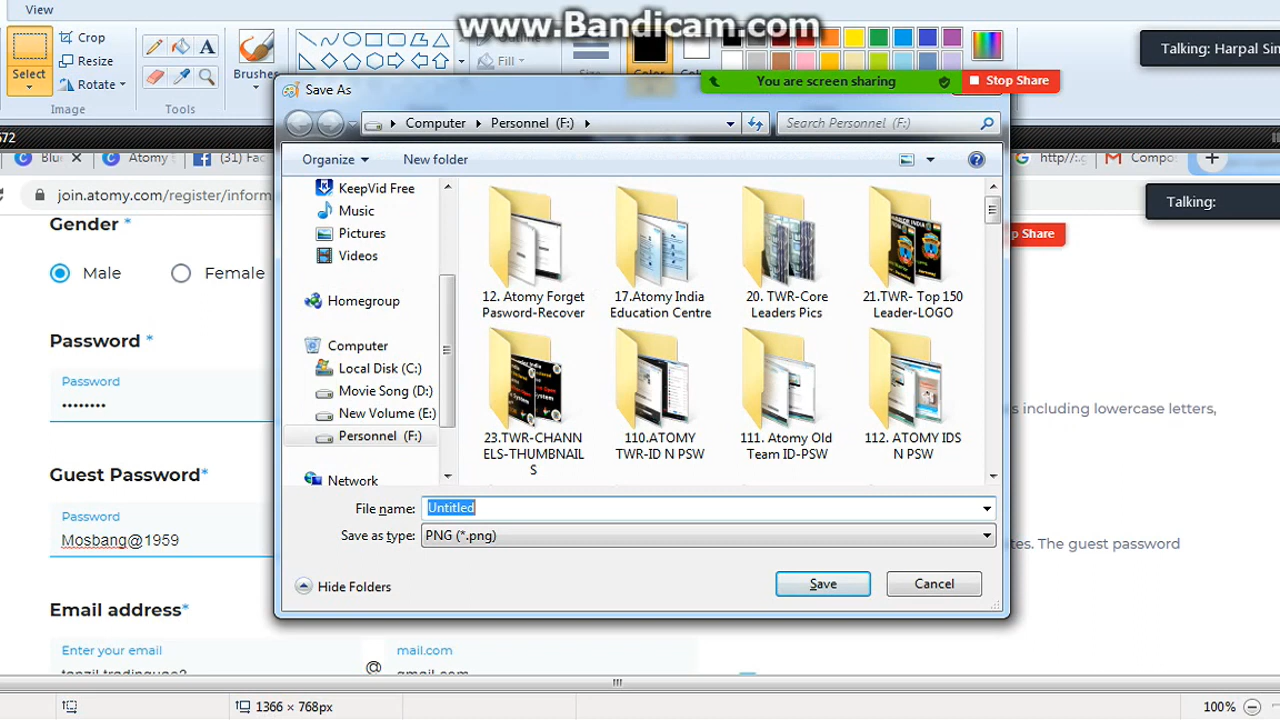 View
www.Bandicam.com
Crop
Resize
Rotate
Select
Image
Tools
Brushes
Fill
Size
Color
Talking: Harpal Sin
You are screen sharing
Stop Share
Save As
Computer
Personnel (F:)
Search Personnel (F:)
672
Organize
New folder
Blu
Atomy
(31) Fac
http//:.g
Compo
join.atomy.com/register/inform
Talking:
p Share
KeepVid Free
Music
Pictures
Videos
Homegroup
Computer
Local Disk (C:)
Movie Song (D:)
New Volume (E:)
Personnel (F:)
Network
12. Atomy Forget
Pasword-Recover
17.Atomy India
Education Centre
20. TWR-Core
Leaders Pics
21.TWR- Top 150
Leader-LOGO
23.TWR-CHANN
ELS-THUMBNAIL
S
110.ATOMY
TWR-ID N PSW
111. Atomy Old
Team ID-PSW
112. ATOMY IDS
N PSW
Gender *
Male
Female
Password *
Password
••••••••
s including lowercase letters,
Guest Password*
Password
Mosbang@1959
tes. The guest password
File name:
Untitled
Save as type:
PNG (*.png)
Hide Folders
Save
Cancel
Email address*
Enter your email
@
mail.com
gmail.com
1366 × 768px
100%